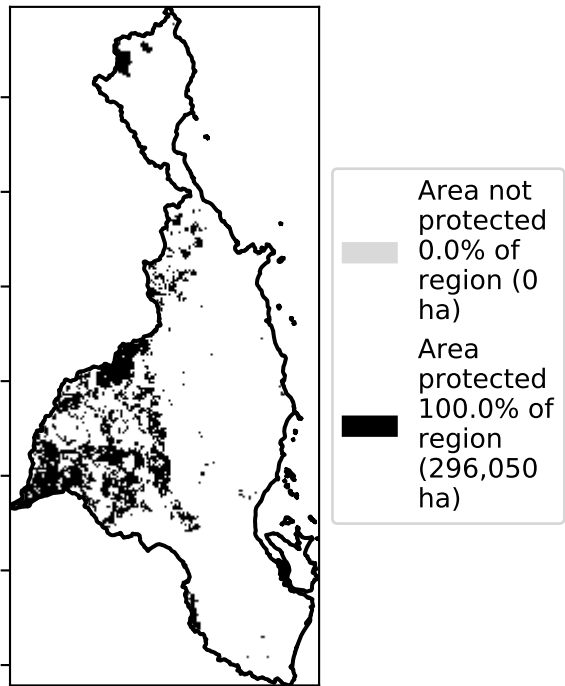 Area not
protected
0.0% of
region (0
ha)
Area
protected
100.0% of
region
(296,050
ha)